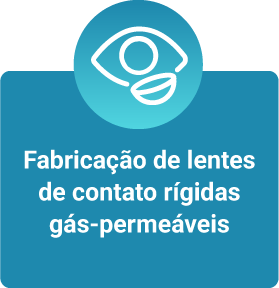 Fabricação de lentes
de contato rígidas
gás-permeáveis